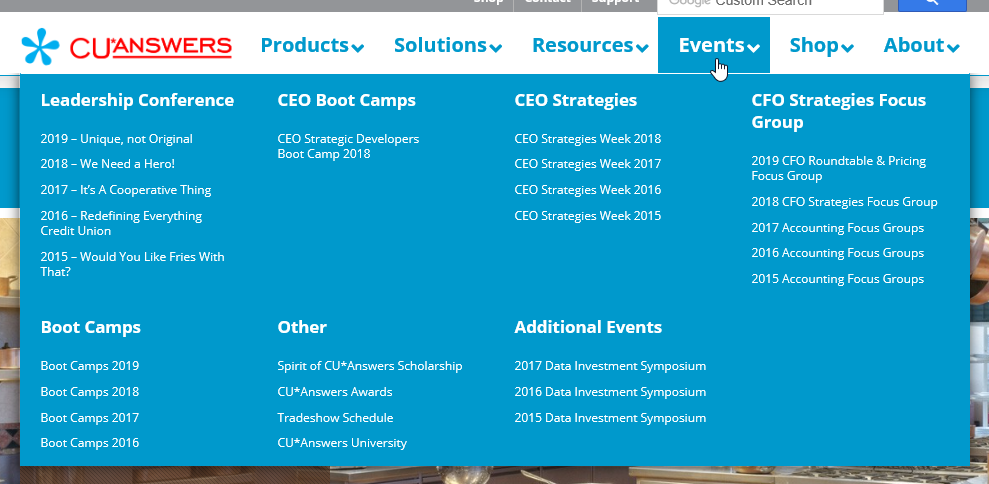 Shop Contact Support Google Custom Search
CU*ANSWERS Products Solutions Resources Events Shop About
Leadership Conference
2019 – Unique, not Original
2018 – We Need a Hero!
2017 – It's A Cooperative Thing
2016 – Redefining Everything
Credit Union
2015 – Would You Like Fries With
That?
CEO Boot Camps
CEO Strategic Developers
Boot Camp 2018
CEO Strategies
CEO Strategies Week 2018
CEO Strategies Week 2017
CEO Strategies Week 2016
CEO Strategies Week 2015
CFO Strategies Focus
Group
2019 CFO Roundtable & Pricing
Focus Group
2018 CFO Strategies Focus Group
2017 Accounting Focus Groups
2016 Accounting Focus Groups
2015 Accounting Focus Groups
Boot Camps
Boot Camps 2019
Boot Camps 2018
Boot Camps 2017
Boot Camps 2016
Other
Spirit of CU*Answers Scholarship
CU*Answers Awards
Tradeshow Schedule
CU*Answers University
Additional Events
2017 Data Investment Symposium
2016 Data Investment Symposium
2015 Data Investment Symposium